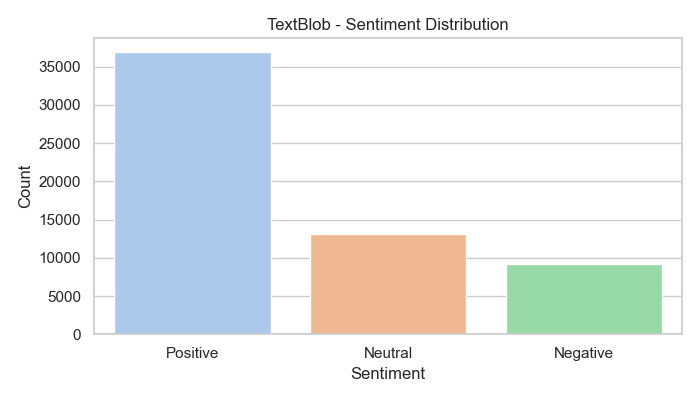 TextBlob - Sentiment Distribution
Count
35000
30000
25000
20000
15000
10000
5000
0
Positive
Neutral
Negative
Sentiment